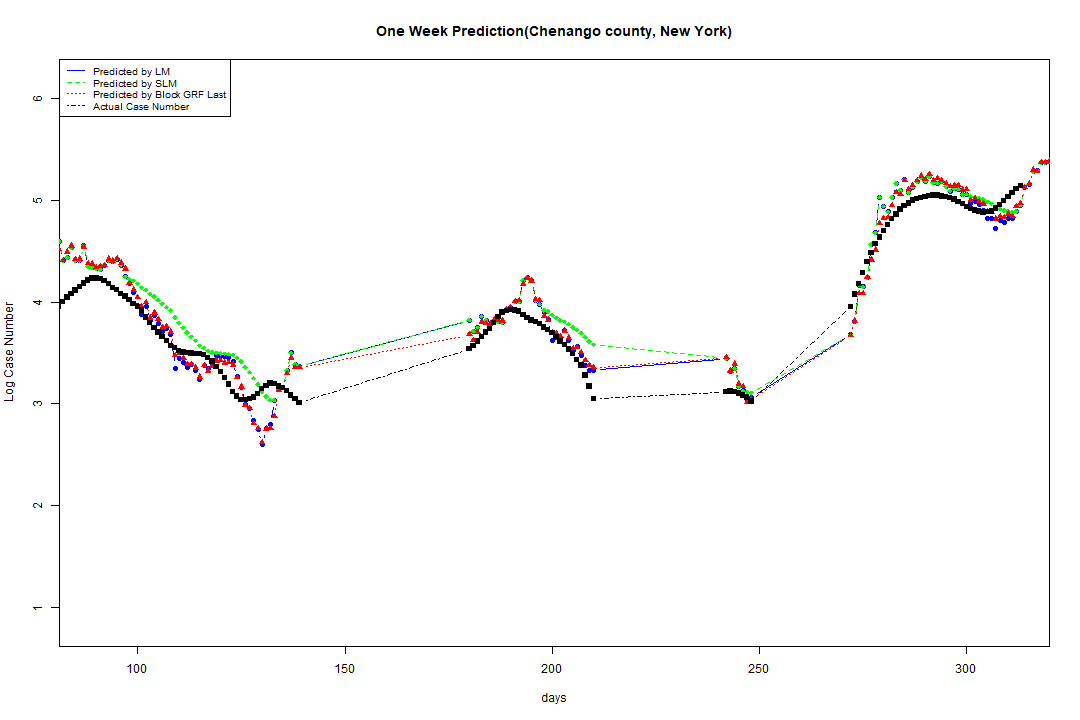 One Week Prediction(Chenango county, New York)
Predicted by LM
Predicted by SLM
Predicted by Block GRF Last
Actual Case Number
6
5
4
3
2
1
Log Case Number
100 150 200 250 300
days